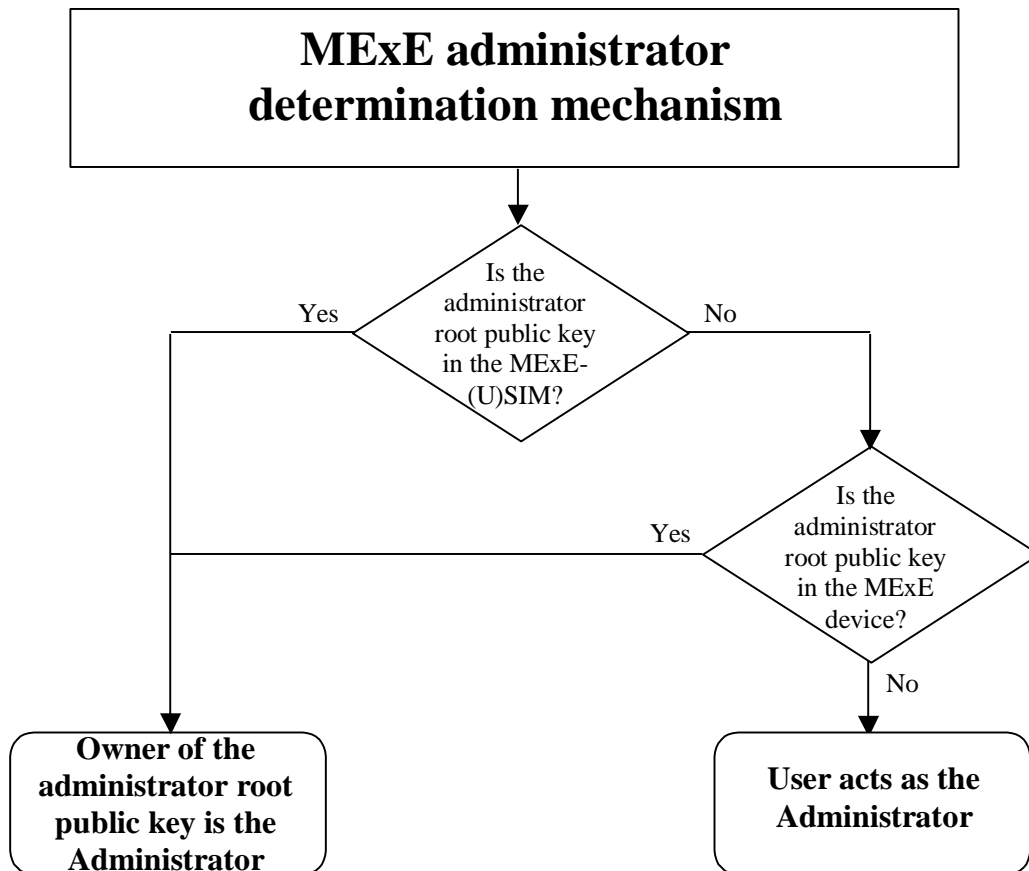 MExE administrator
determination mechanism
Is the
administrator
root public key
in the MExE-
(U)SIM?
Yes
No
Is the
administrator
root public key
in the MExE
device?
Yes
No
Owner of the
administrator root
public key is the
Administrator
User acts as the
Administrator